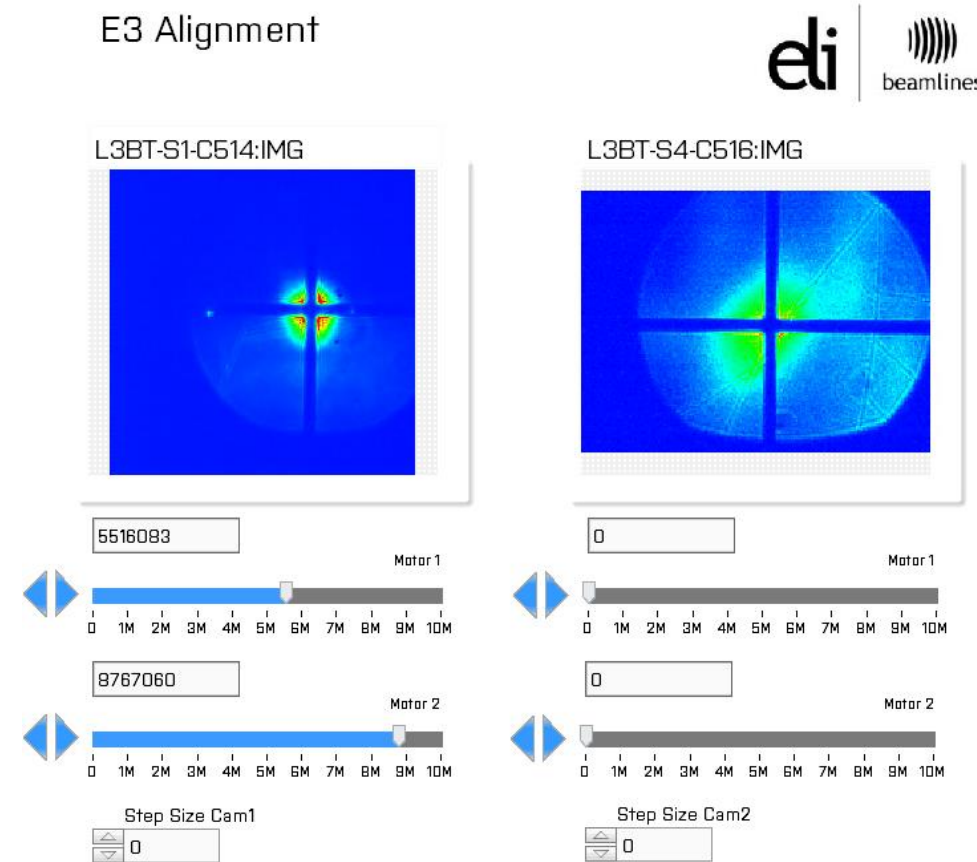 E3 Alignment
eli
beamlines
L3BT-S1-C514:IMG
L3BT-S4-C516:IMG
5516083
Motor 1
0 1M 2M 3M 4M 5M 6M 7M 8M 9M 10M
8767060
Motor 2
0 1M 2M 3M 4M 5M 6M 7M 8M 9M 10M
Step Size Cam1
0
0
Motor 1
0 1M 2M 3M 4M 5M 6M 7M 8M 9M 10M
0
Motor 2
0 1M 2M 3M 4M 5M 6M 7M 8M 9M 10M
Step Size Cam2
0